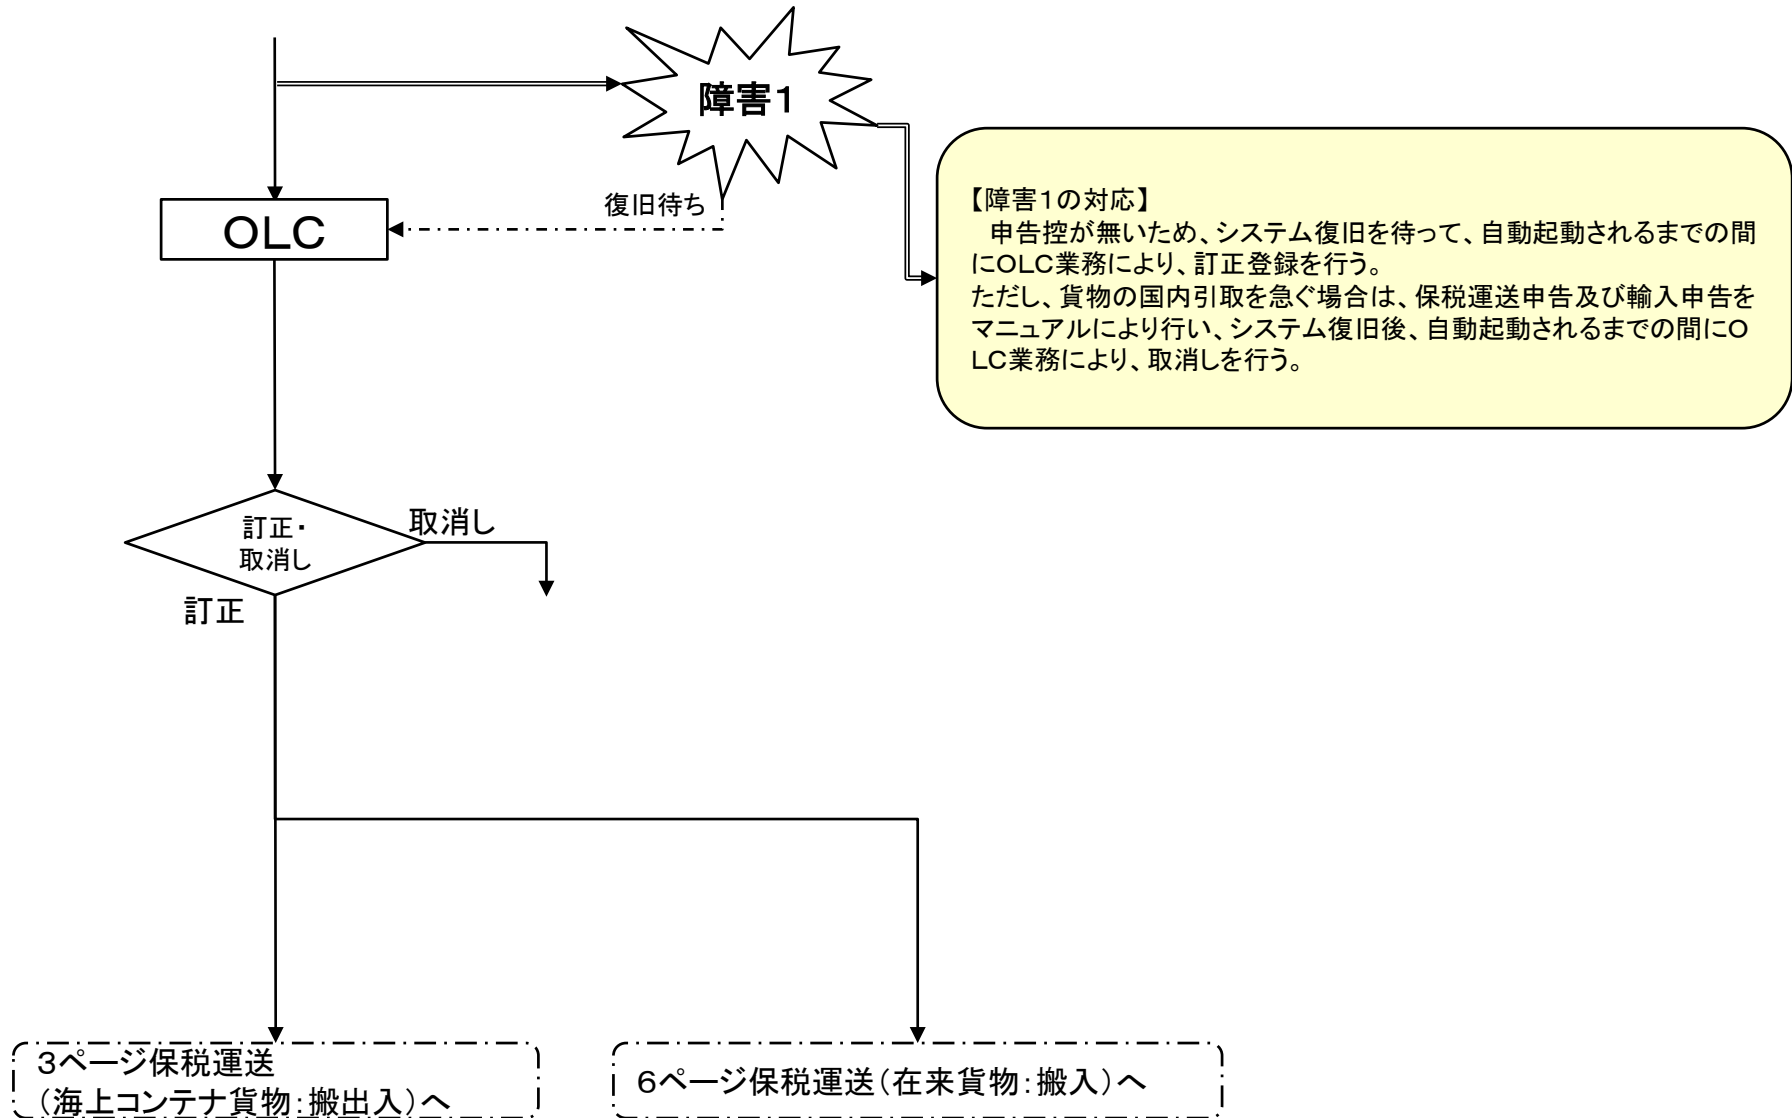 障害１
復旧待ち
ＯＬＣ
【障害１の対応】
　申告控が無いため、システム復旧を待って、自動起動されるまでの間
にＯＬＣ業務により、訂正登録を行う。
ただし、貨物の国内引取を急ぐ場合は、保税運送申告及び輸入申告を
マニュアルにより行い、システム復旧後、自動起動されるまでの間にＯ
ＬＣ業務により、取消しを行う。
訂正・
取消し
取消し
訂正
３ページ保税運送
（海上コンテナ貨物：搬出入）へ
６ページ保税運送（在来貨物：搬入）へ